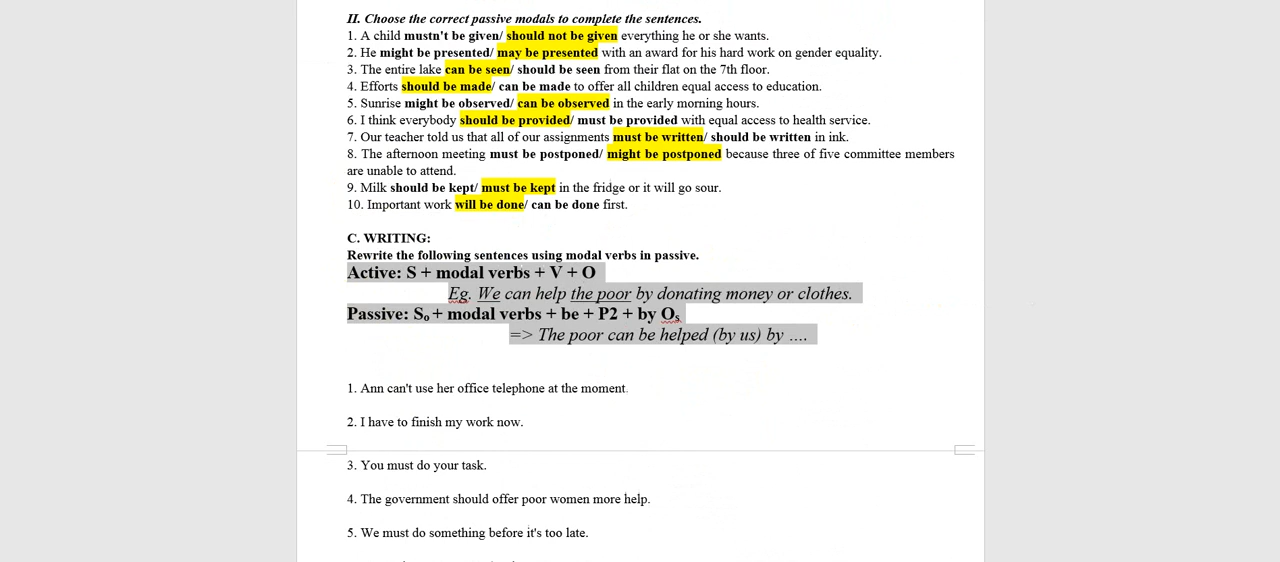 II. Choose the correct passive modals to complete the sentences.
1. A child mustn't be given/ should not be given everything he or she wants.
2. He might be presented/ may be presented with an award for his hard work on gender equality.
3. The entire lake can be seen/ should be seen from their flat on the 7th floor.
4. Efforts should be made/ can be made to offer all children equal access to education.
5. Sunrise might be observed/ can be observed in the early morning hours.
6. I think everybody should be provided/ must be provided with equal access to health service.
7. Our teacher told us that all of our assignments must be written/ should be written in ink.
8. The afternoon meeting must be postponed/ might be postponed because three of five committee members
are unable to attend.
9. Milk should be kept/ must be kept in the fridge or it will go sour.
10. Important work will be done/ can be done first.
C. WRITING:
Rewrite the following sentences using modal verbs in passive.
Active: S + modal verbs + V + O
Eg. We can help the poor by donating money or clothes.
Passive: So + modal verbs + be + P2 + by Os
=> The poor can be helped (by us) by ....
1. Ann can't use her office telephone at the moment.
2. I have to finish my work now.
3. You must do your task.
4. The government should offer poor women more help.
5. We must do something before it's too late.